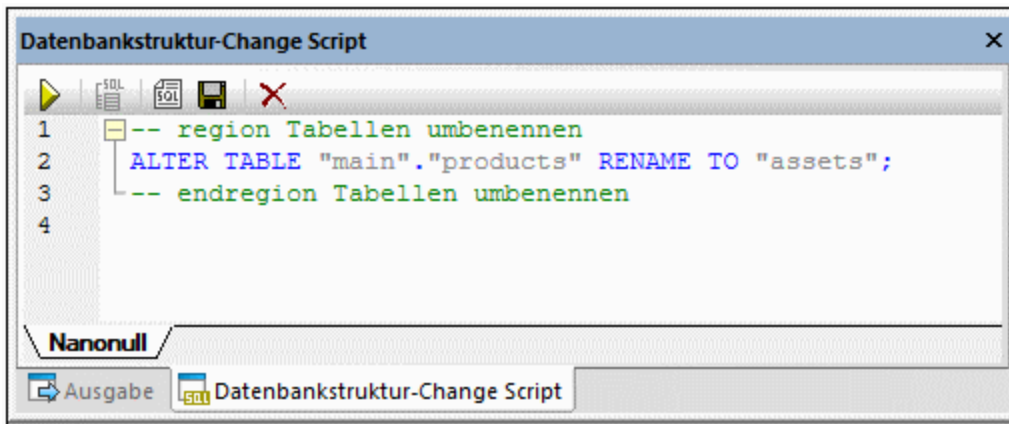 Datenbankstruktur-Change Script
1 -- region Tabellen umbenennen
2 ALTER TABLE "main"."products" RENAME TO "assets";
3 -- endregion Tabellen umbenennen
4
Nanonull
Ausgabe Datenbankstruktur-Change Script